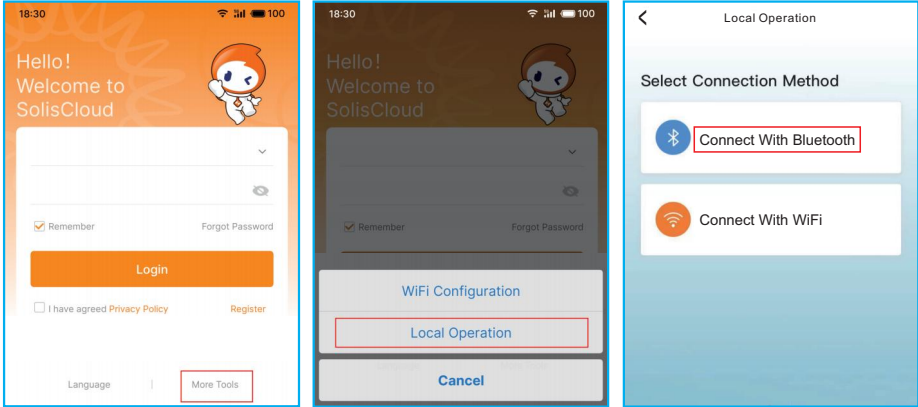 18:30
100
Hello!
Welcome to
SolisCloud
Remember
Forgot Password
Login
I have agreed Privacy Policy
Register
Language
More Tools
18:30
100
Hello!
Welcome to
SolisCloud
Remember
Forgot Password
WiFi Configuration
Local Operation
Cancel
Local Operation
Select Connection Method
Connect With Bluetooth
Connect With WiFi